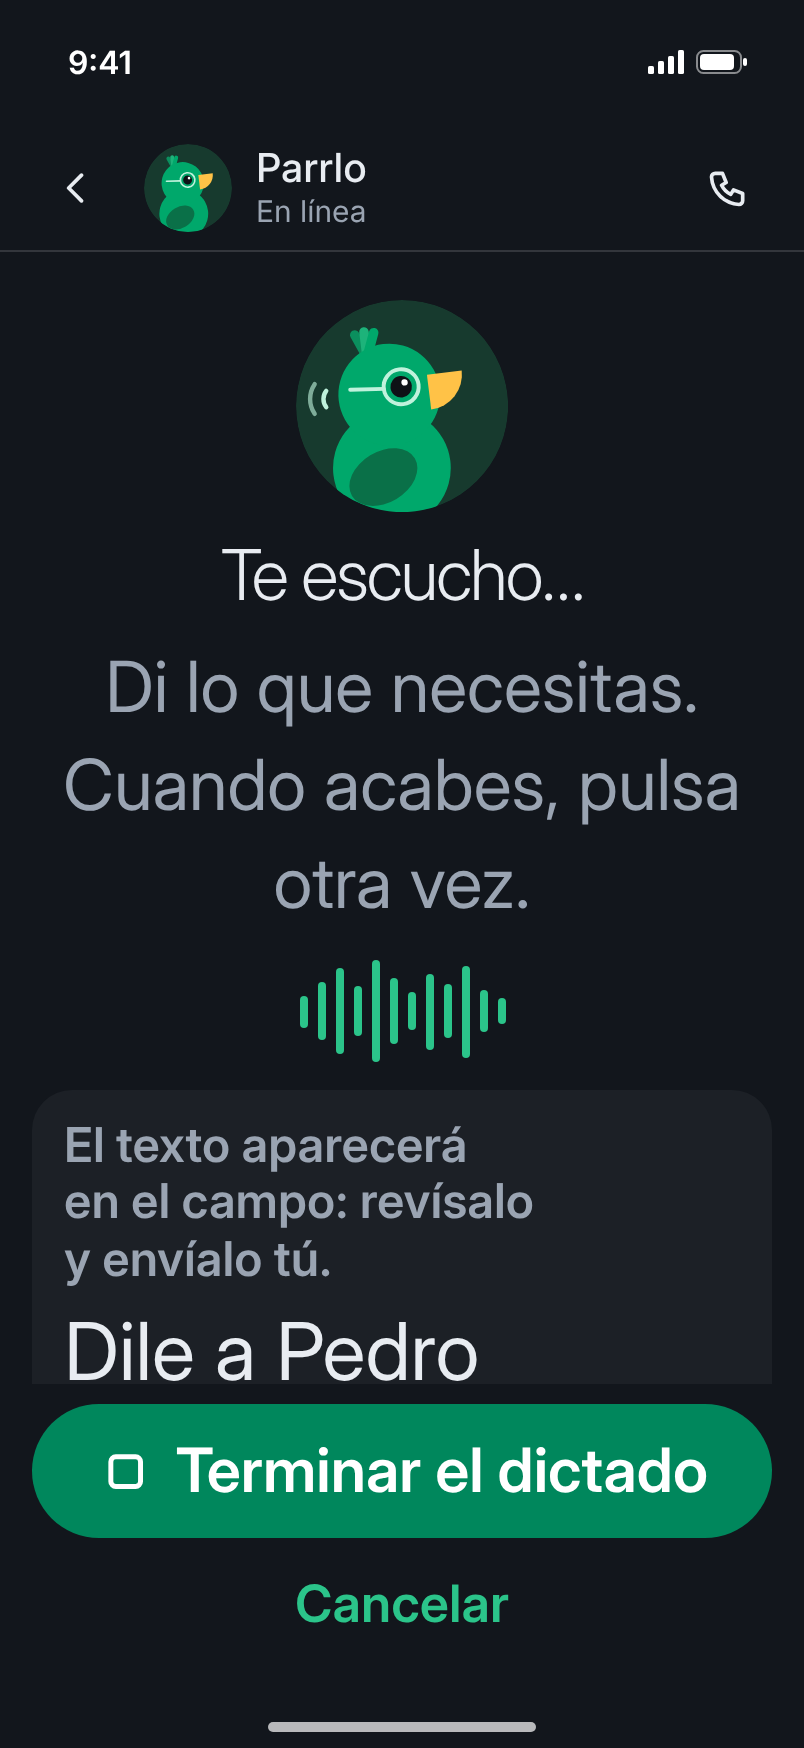 9:41
Parrlo
En línea
Te escucho...
Di lo que necesitas.
Cuando acabes, pulsa
otra vez.
El texto aparecerá
en el campo: revísalo
y envíalo tú.
Dile a Pedro
Terminar el dictado
Cancelar